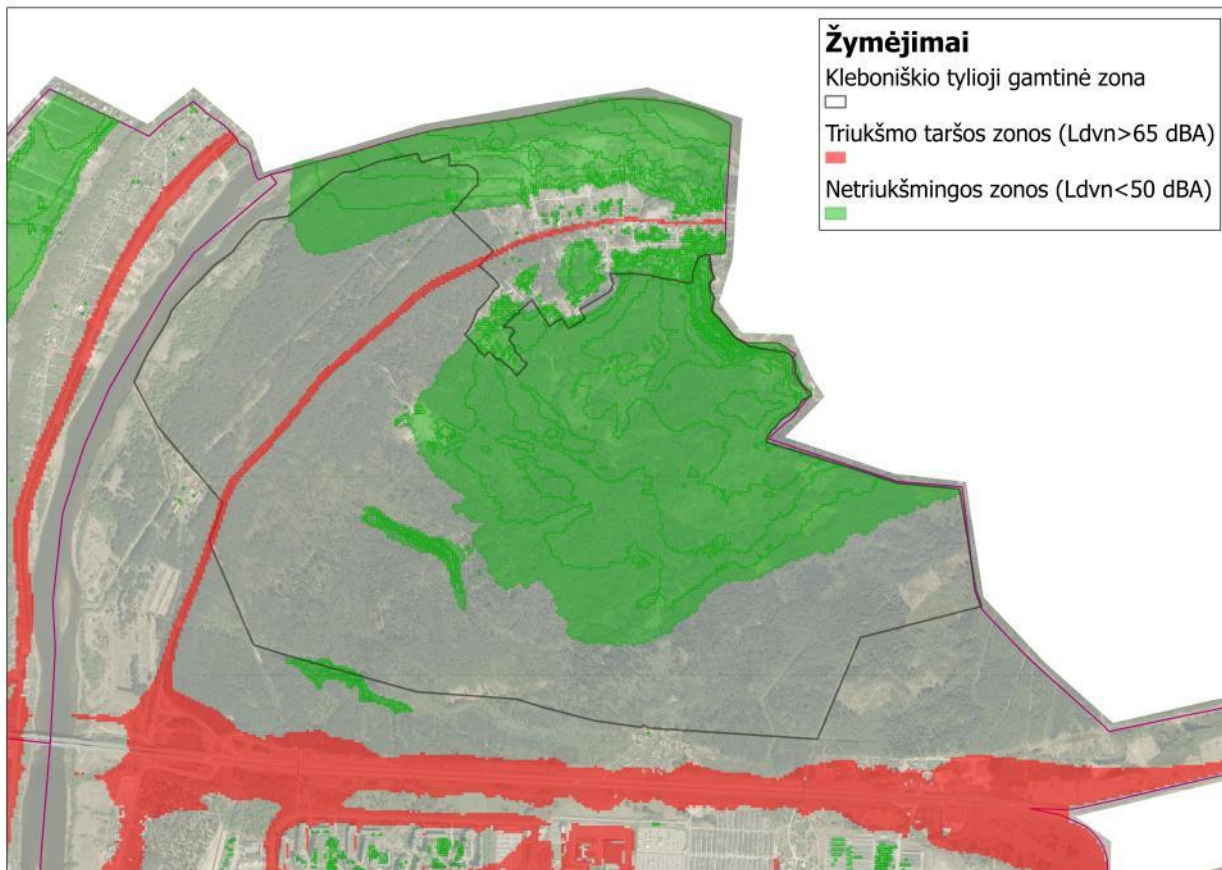 Žymėjimai
Kleboniškio tylioji gamtinė zona
Triukšmo taršos zonos (Ldvn>65 dBA)
Netriukšmingos zonos (Ldvn<50 dBA)